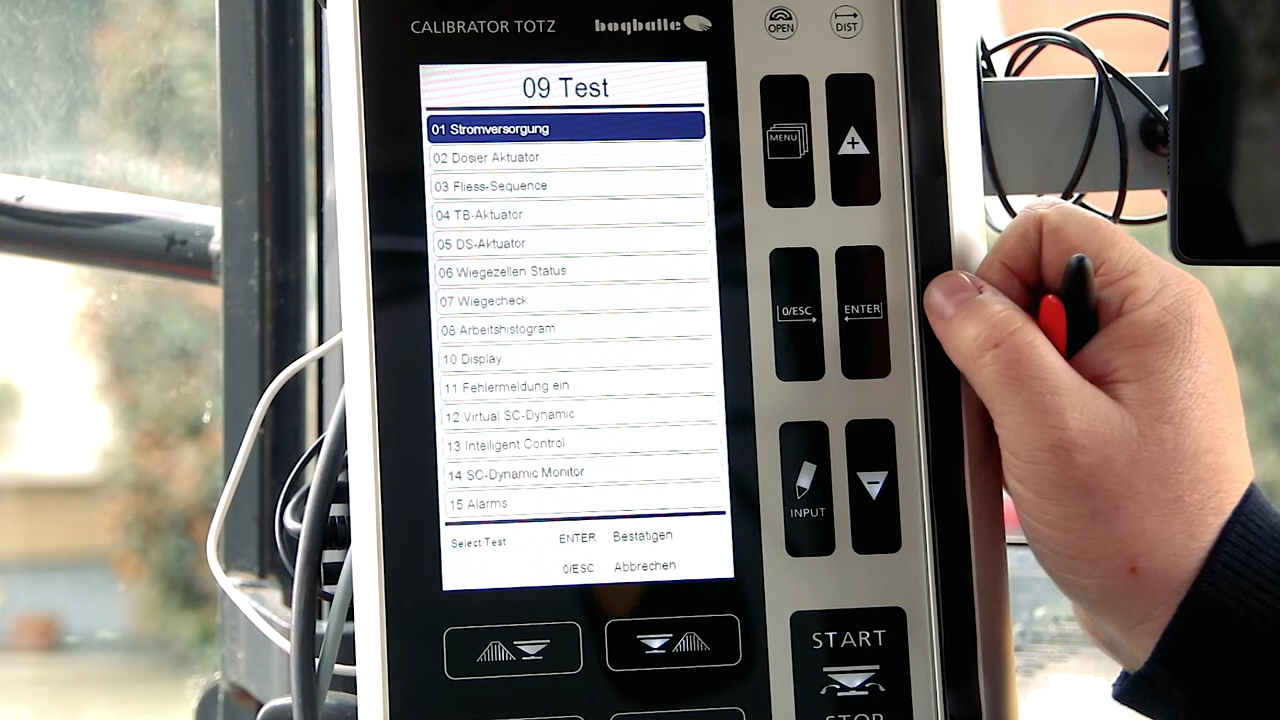 CALIBRATOR TOTZ
bogballe
OPEN
DIST
09 Test
01 Stromversorgung
02 Dosier Aktuator
03 Fliess-Sequence
04 TB-Aktuator
05 DS-Aktuator
06 Wiegezellen Status
07 Wiegecheck
08 Arbeitshistogram
10 Display
11 Fehlermeldung ein
12 Virtual SC-Dynamic
13 Intelligent Control
14 SC-Dynamic Monitor
15 Alarms
Select Test ENTER Bestätigen
0/ESC Abbrechen
MENU
+
0/ESC
ENTER
INPUT
-
START
STOP